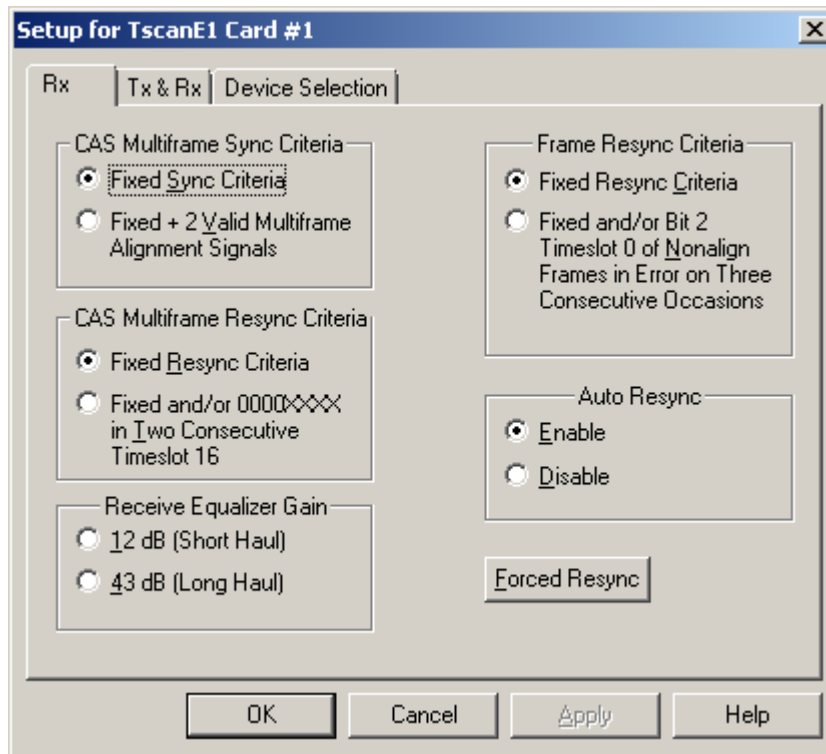 Setup for TscanE1 Card #1
Rx
Tx & Rx
Device Selection
CAS Multiframe Sync Criteria
Fixed Sync Criteria
Fixed + 2 Valid Multiframe
Alignment Signals
CAS Multiframe Resync Criteria
Fixed Resync Criteria
Fixed and/or 0000XXXX
in Two Consecutive
Timeslot 16
Receive Equalizer Gain
12 dB (Short Haul)
43 dB (Long Haul)
Frame Resync Criteria
Fixed Resync Criteria
Fixed and/or Bit 2
Timeslot 0 of Nonalign
Frames in Error on Three
Consecutive Occasions
Auto Resync
Enable
Disable
Forced Resync
OK
Cancel
Apply
Help